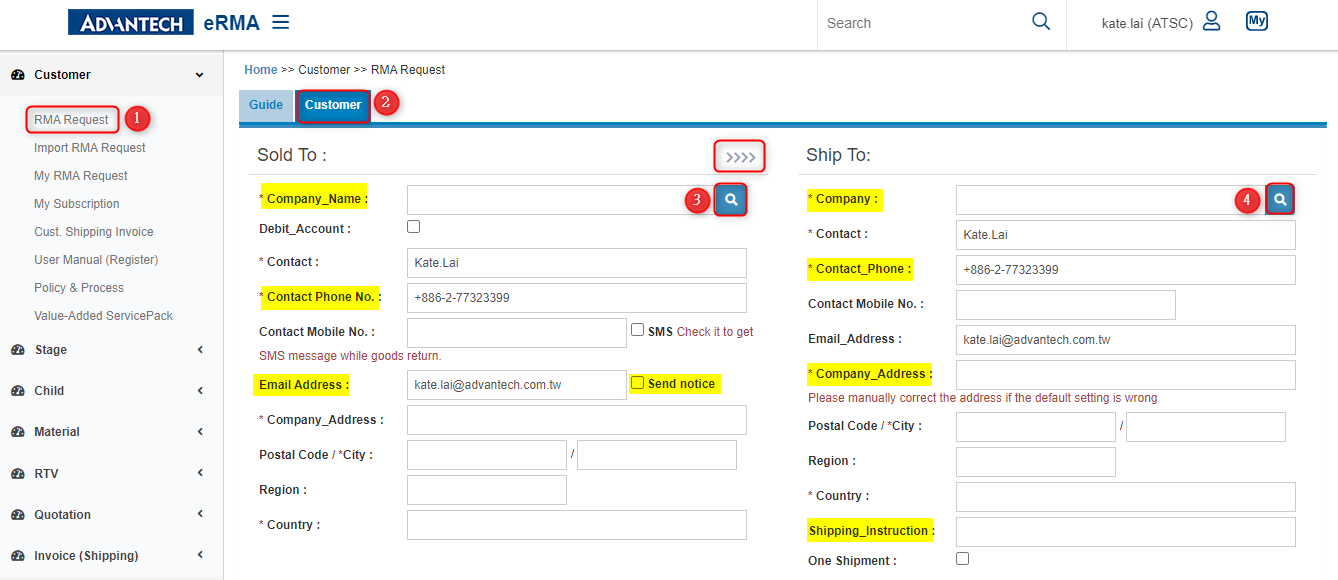 ADVANTECH eRMA
Search
kate.lai (ATSC)
My
Customer
RMA Request
1
Import RMA Request
My RMA Request
My Subscription
Cust. Shipping Invoice
User Manual (Register)
Policy & Process
Value-Added ServicePack
Stage
Child
Material
RTV
Quotation
Invoice (Shipping)
Home >> Customer >> RMA Request
Guide
Customer
2
Sold To :
>>>>
* Company_Name :
3
Debit_Account :
* Contact : Kate.Lai
* Contact Phone No. : +886-2-77323399
Contact Mobile No. : SMS Check it to get
SMS message while goods return.
Email Address : kate.lai@advantech.com.tw Send notice
* Company_Address :
Postal Code / *City : /
Region :
* Country :
Ship To:
* Company :
4
* Contact : Kate.Lai
* Contact_Phone : +886-2-77323399
Contact Mobile No. :
Email_Address : kate.lai@advantech.com.tw
* Company_Address :
Please manually correct the address if the default setting is wrong
Postal Code / *City : /
Region :
* Country :
Shipping_Instruction :
One Shipment :